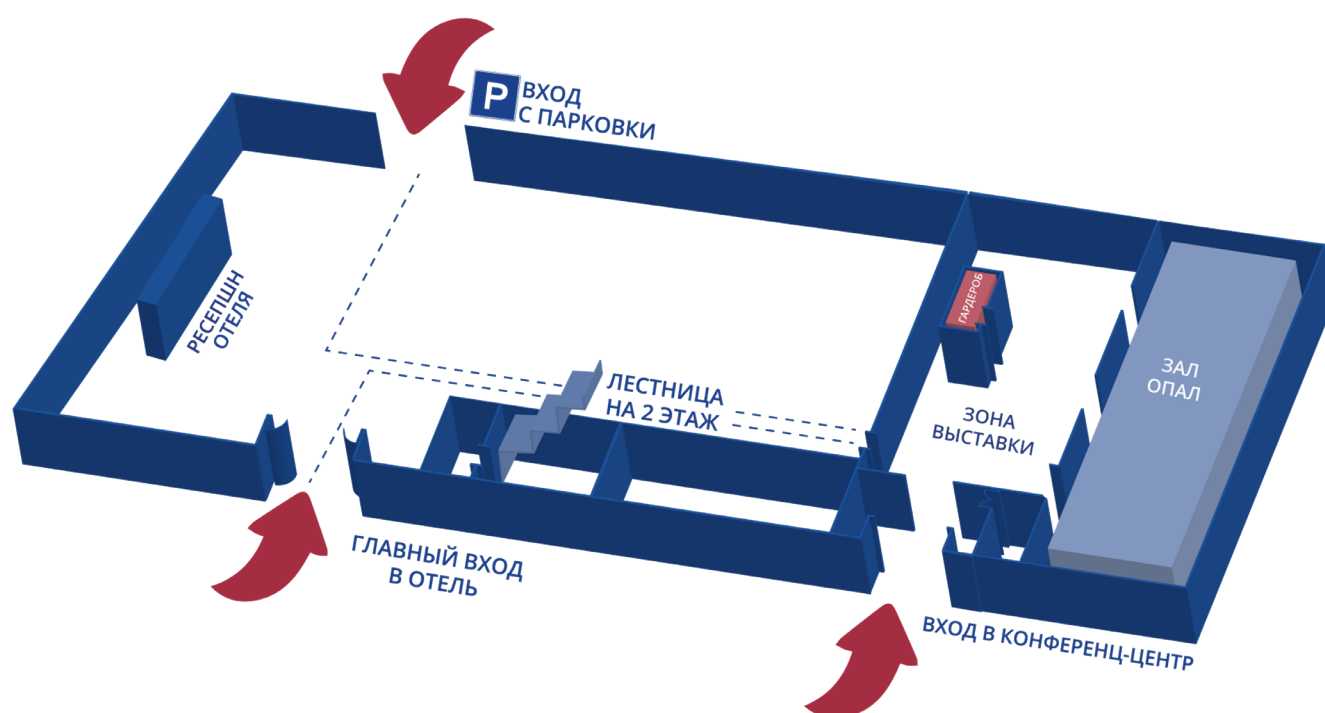 P
ВХОД
С ПАРКОВКИ
РЕСЕПШН
ОТЕЛЯ
ЛЕСТНИЦА
НА 2 ЭТАЖ
ГАРДЕРОБ
ЗОНА
ВЫСТАВКИ
ЗАЛ
ОПАЛ
ГЛАВНЫЙ ВХОД
В ОТЕЛЬ
ВХОД В КОНФЕРЕНЦ-ЦЕНТР